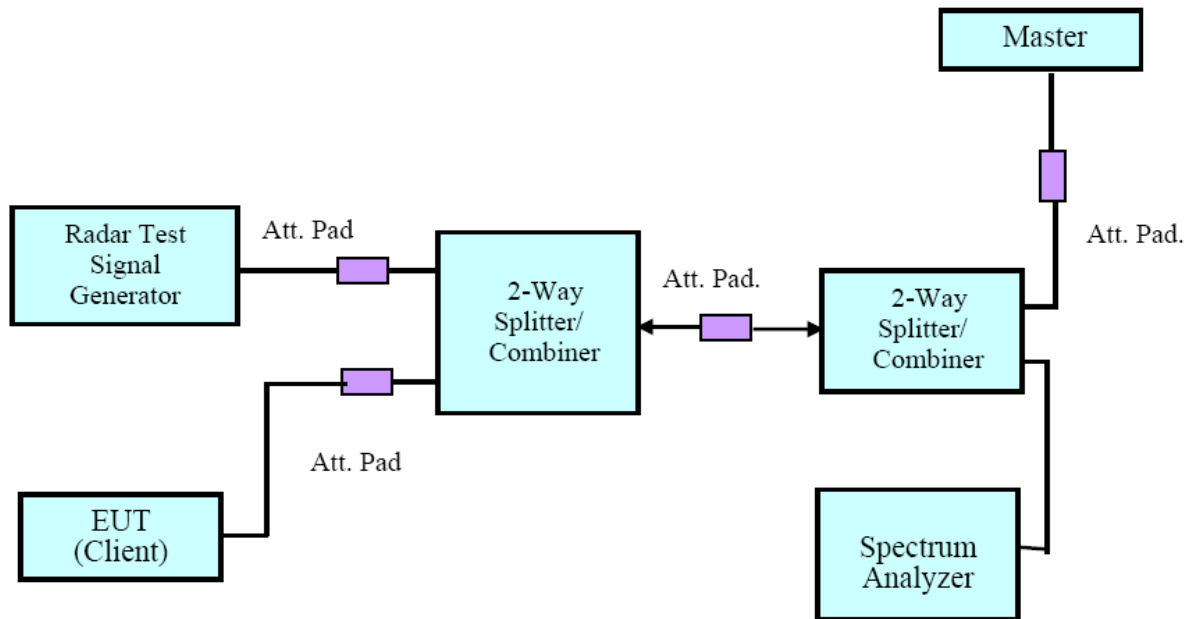 Master
Att. Pad.
Radar Test
Signal
Generator
Att. Pad
2-Way
Splitter/
Combiner
Att. Pad.
2-Way
Splitter/
Combiner
Att. Pad
EUT
(Client)
Spectrum
Analyzer